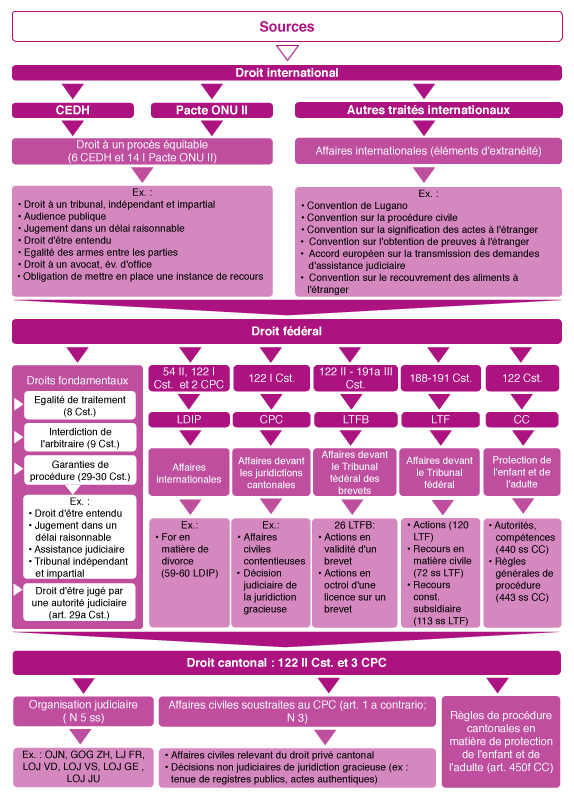 Sources
Droit international
CEDH
Pacte ONU II
Droit à un procès équitable
(6 CEDH et 14 I Pacte ONU II)
Ex. :
• Droit à un tribunal, indépendant et impartial
• Audience publique
• Jugement dans un délai raisonnable
• Droit d'être entendu
• Egalité des armes entre les parties
• Droit à un avocat, év. d'office
• Obligation de mettre en place une instance de recours
Autres traités internationaux
Affaires internationales (éléments d'extranéité)
Ex. :
• Convention de Lugano
• Convention sur la procédure civile
• Convention sur la signification des actes à l'étranger
• Convention sur l'obtention de preuves à l'étranger
• Accord européen sur la transmission des demandes
d'assistance judiciaire
• Convention sur le recouvrement des aliments à
l'étranger
Droit fédéral
Droits fondamentaux
Egalité de traitement
(8 Cst.)
Interdiction de
l'arbitraire (9 Cst.)
Garanties de
procédure (29-30 Cst.)
Ex. :
• Droit d'être entendu
• Jugement dans un
délai raisonnable
• Assistance judiciaire
• Tribunal indépendant
et impartial
Droit d'être jugé par
une autorité judiciaire
(art. 29a Cst.)
54 II, 122 I
Cst. et 2 CPC
LDIP
Affaires
internationales
Ex.:
• For en
matière de
divorce
(59-60 LDIP)
122 I Cst.
CPC
Affaires devant
les juridictions
cantonales
Ex.:
• Affaires
civiles
contentieuses
• Décision
judiciaire de
la juridiction
gracieuse
122 II - 191a III
Cst.
LTFB
Affaires devant
le Tribunal
fédéral des
brevets
26 LTFB:
• Actions en
validité d'un
brevet
• Actions en
octroi d'une
licence sur un
brevet
188-191 Cst.
LTF
Affaires devant
le Tribunal
fédéral
• Actions (120
LTF)
• Recours en
matière civile
(72 ss LTF)
• Recours
const.
subsidiaire
(113 ss LTF)
122 Cst.
CC
Protection de
l'enfant et de
l'adulte
• Autorités,
compétences
(440 ss CC)
• Règles
générales de
procédure
(443 ss CC)
Droit cantonal : 122 II Cst. et 3 CPC
Organisation judiciaire
( N 5 ss)
Ex. : OJN, GOG ZH, LJ FR,
LOJ VD, LOJ VS, LOJ GE ,
LOJ JU
Affaires civiles soustraites au CPC (art. 1 a contrario;
N 3)
• Affaires civiles relevant du droit privé cantonal
• Décisions non judiciaires de juridiction gracieuse (ex :
tenue de registres publics, actes authentiques)
Règles de procédure
cantonales en
matière de protection
de l'enfant et de
l'adulte (art. 450f CC)